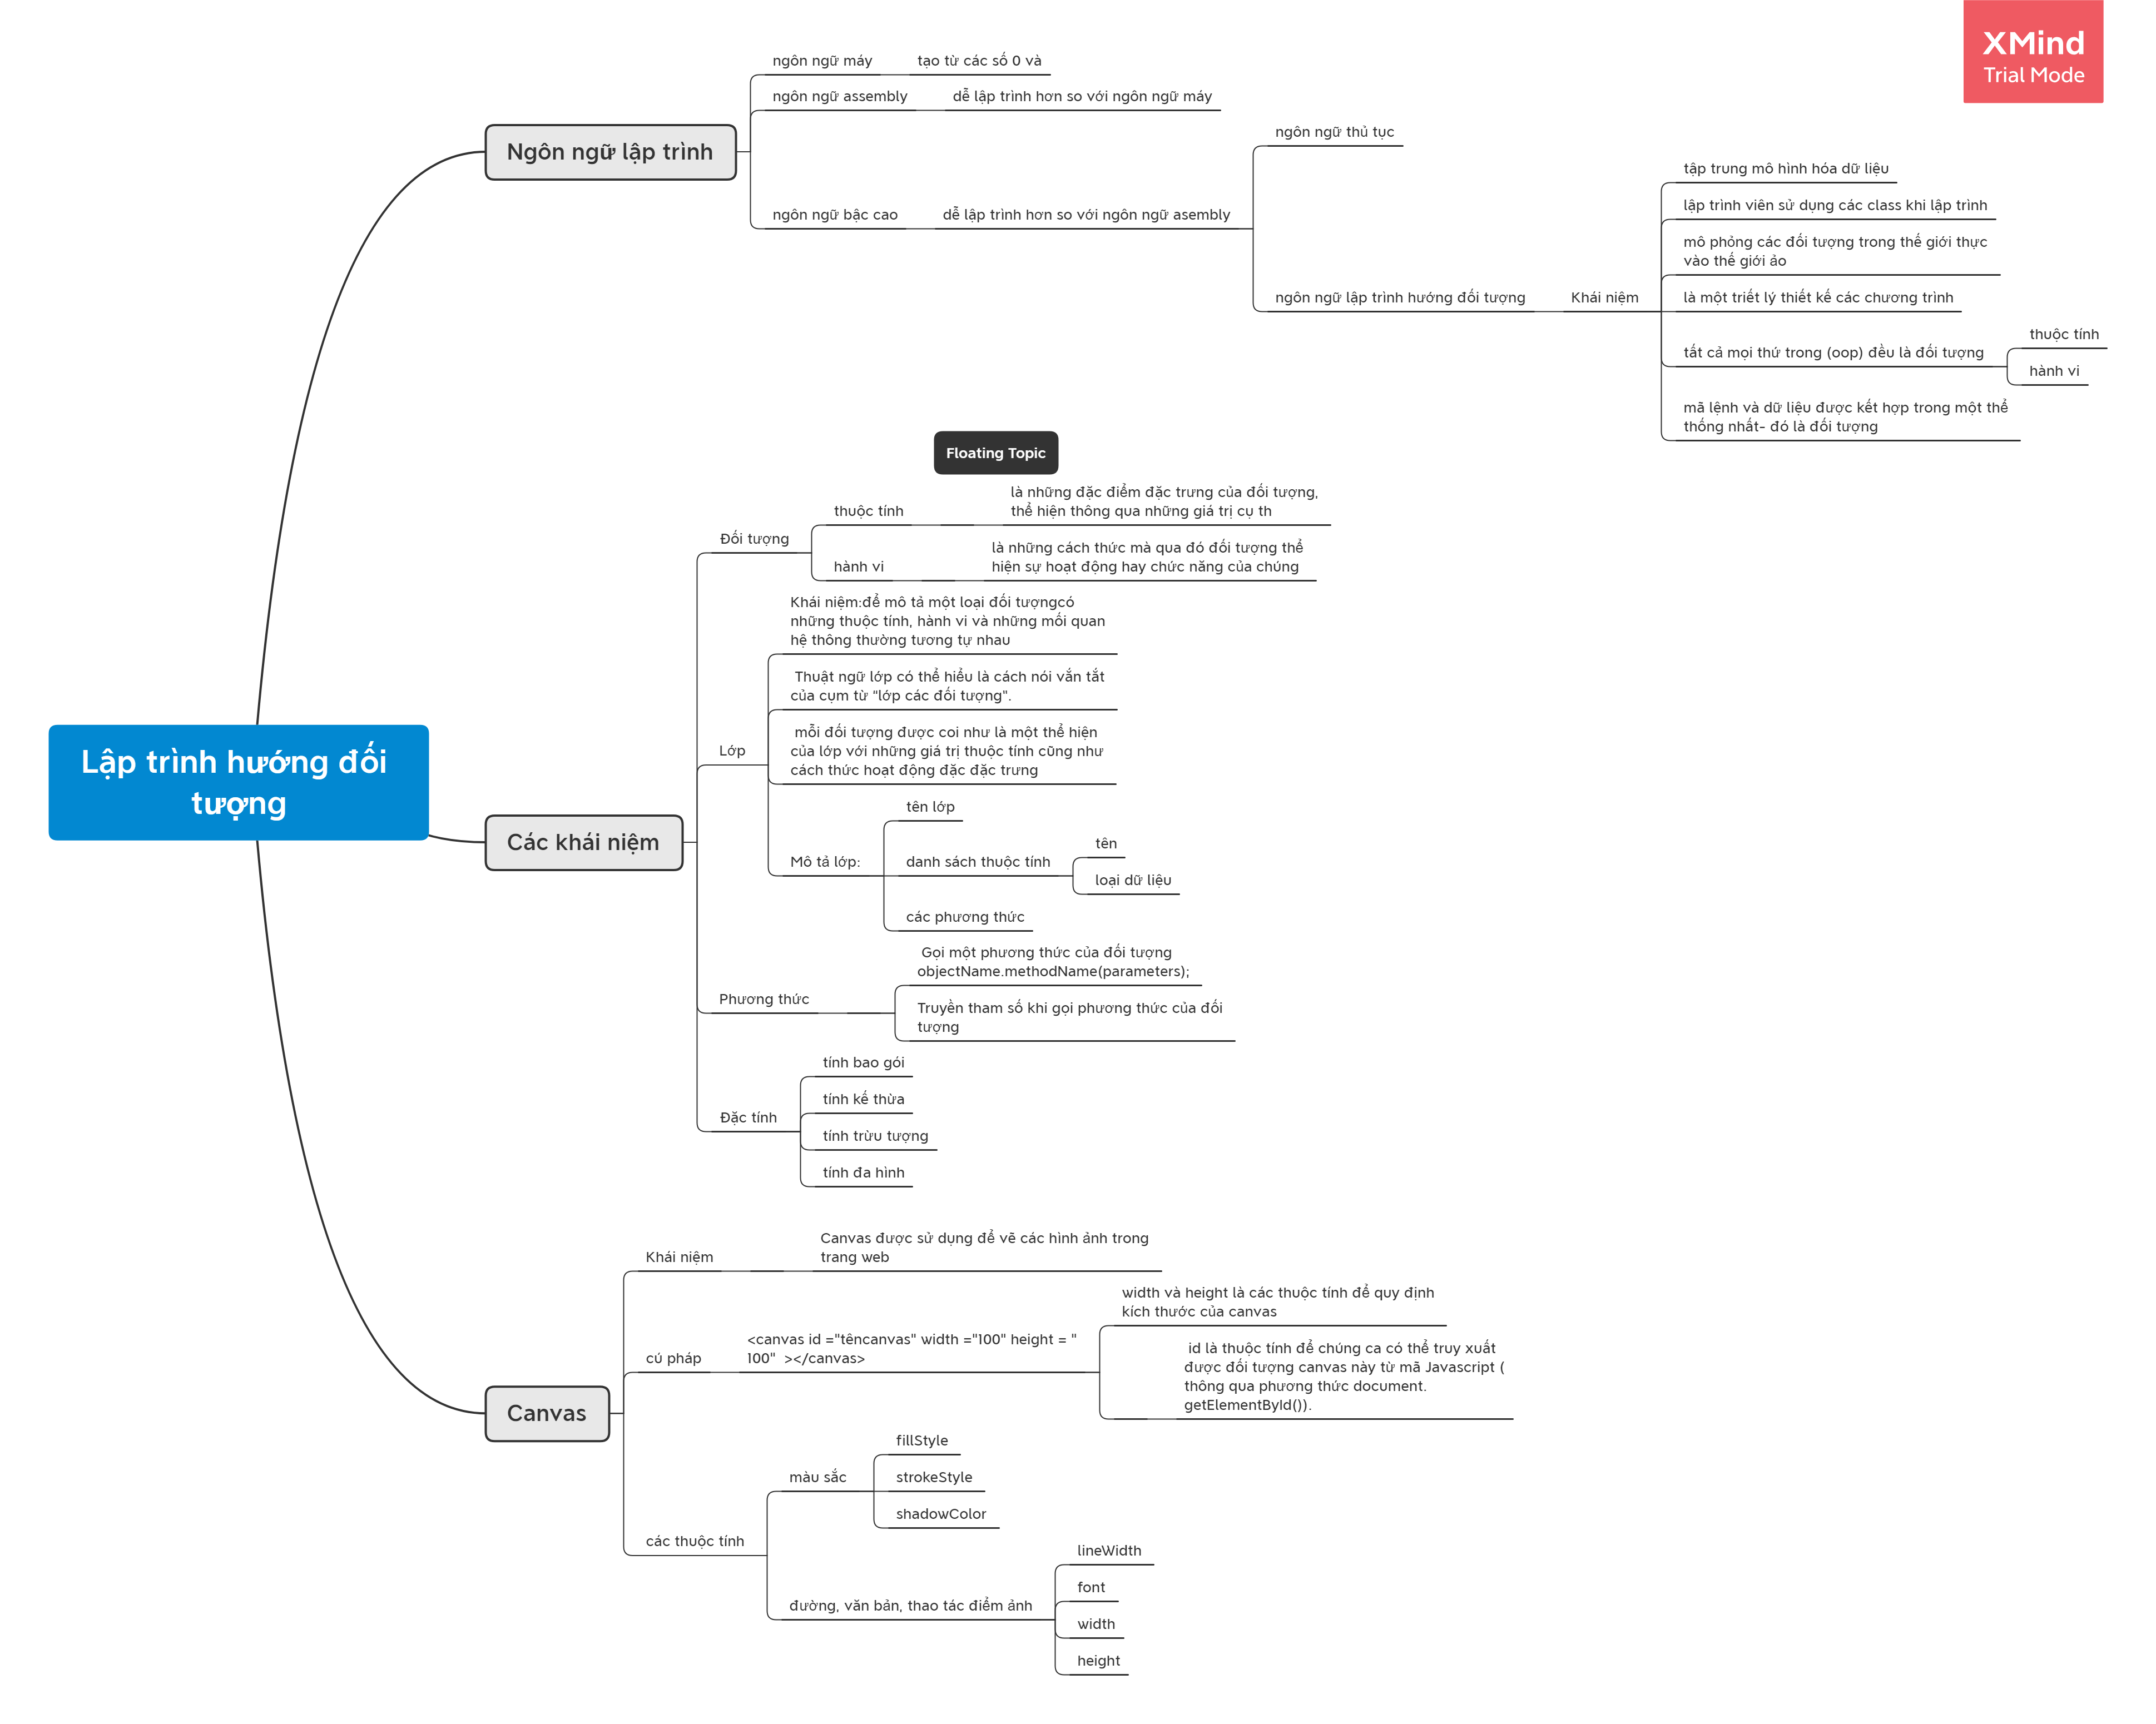 XMind
Trial Mode
Lập trình hướng đối
tượng
Ngôn ngữ lập trình
ngôn ngữ máy
tạo từ các số 0 và
ngôn ngữ assembly
dễ lập trình hơn so với ngôn ngữ máy
ngôn ngữ bậc cao
dễ lập trình hơn so với ngôn ngữ asembly
ngôn ngữ thủ tục
ngôn ngữ lập trình hướng đối tượng
Khái niệm
tập trung mô hình hóa dữ liệu
lập trình viên sử dụng các class khi lập trình
mô phỏng các đối tượng trong thế giới thực
vào thế giới ảo
là một triết lý thiết kế các chương trình
tất cả mọi thứ trong (oop) đều là đối tượng
thuộc tính
hành vi
mã lệnh và dữ liệu được kết hợp trong một thể
thống nhất- đó là đối tượng
Floating Topic
Các khái niệm
Đối tượng
thuộc tính
là những đặc điểm đặc trưng của đối tượng,
thể hiện thông qua những giá trị cụ th
hành vi
là những cách thức mà qua đó đối tượng thể
hiện sự hoạt động hay chức năng của chúng
Lớp
Khái niệm:để mô tả một loại đối tượngcó
những thuộc tính, hành vi và những mối quan
hệ thông thường tương tự nhau
Thuật ngữ lớp có thể hiểu là cách nói vắn tắt
của cụm từ “lớp các đối tượng”.
mỗi đối tượng được coi như là một thể hiện
của lớp với những giá trị thuộc tính cũng như
cách thức hoạt động đặc đặc trưng
Mô tả lớp:
tên lớp
danh sách thuộc tính
tên
loại dữ liệu
các phương thức
Phương thức
Gọi một phương thức của đối tượng
objectName.methodName(parameters);
Truyền tham số khi gọi phương thức của đối
tượng
Đặc tính
tính bao gói
tính kế thừa
tính trừu tượng
tính đa hình
Canvas
Khái niệm
Canvas được sử dụng để vẽ các hình ảnh trong
trang web
cú pháp
<canvas id ="têncanvas" width ="100" height = "
100"  ></canvas>
width và height là các thuộc tính để quy định
kích thước của canvas
id là thuộc tính để chúng ca có thể truy xuất
được đối tượng canvas này từ mã Javascript (
thông qua phương thức document.
getElementById()).
các thuộc tính
màu sắc
fillStyle
strokeStyle
shadowColor
đường, văn bản, thao tác điểm ảnh
lineWidth
font
width
height